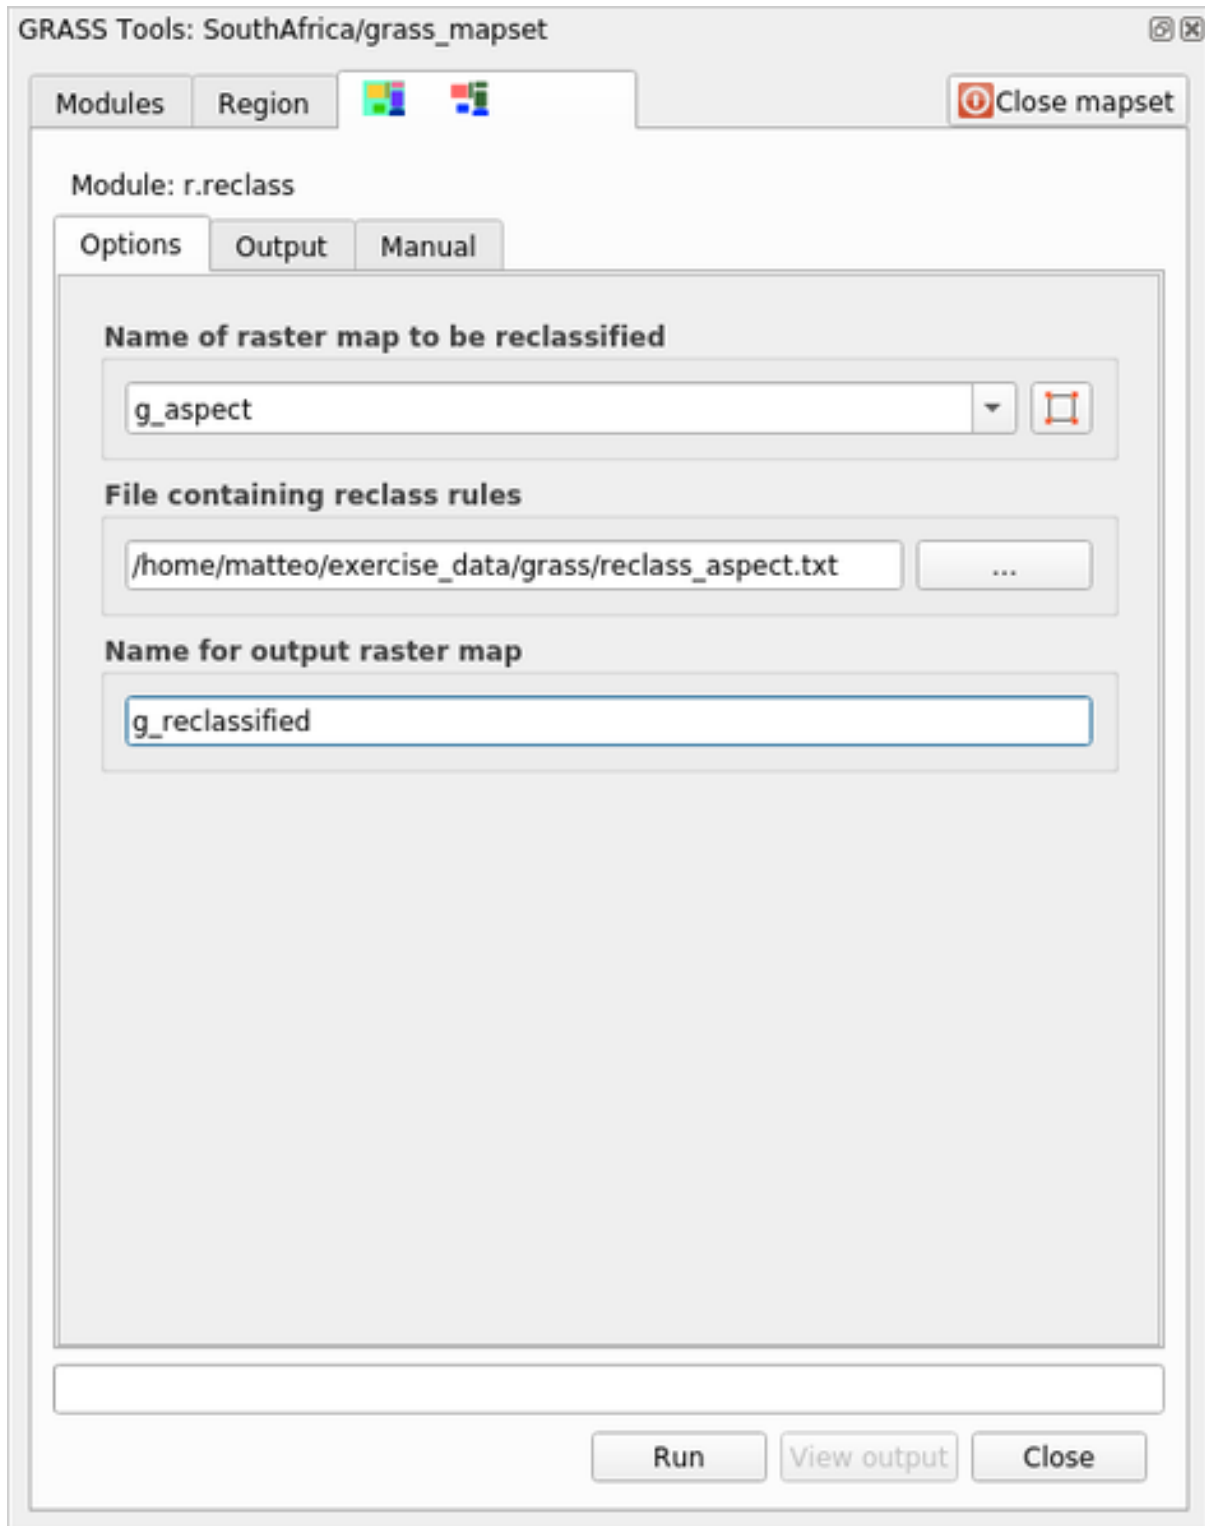 GRASS Tools: SouthAfrica/grass_mapset
Modules Region Close mapset
Module: r.reclass
Options Output Manual
Name of raster map to be reclassified
g_aspect
File containing reclass rules
/home/matteo/exercise_data/grass/reclass_aspect.txt ...
Name for output raster map
g_reclassified
Run View output Close